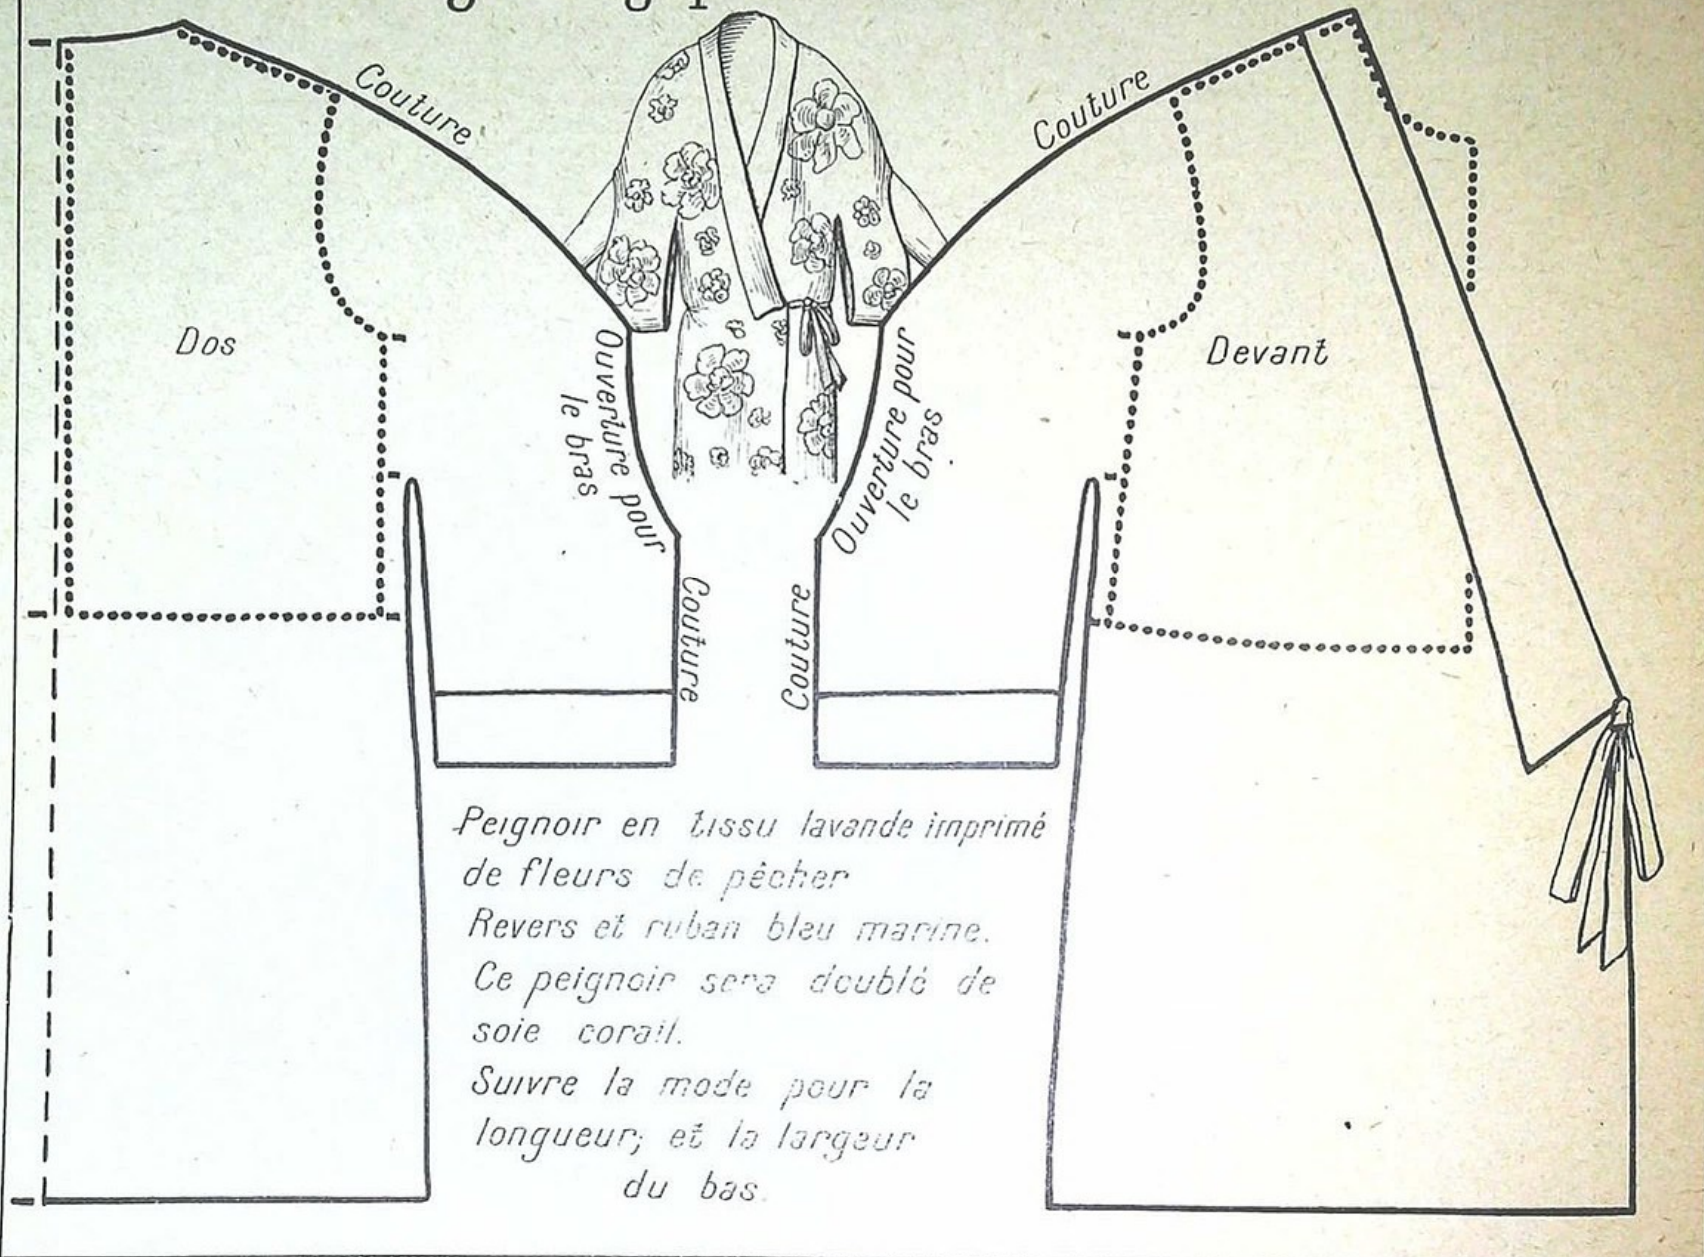 Couture
Couture
Dos
Devant
Ouverture pour
le bras
Ouverture pour
le bras
Couture
Couture
Peignoir en tissu lavande imprimé
de fleurs de pêcher
Revers et ruban bleu marine.
Ce peignoir sera doublé de
soie corail.
Suivre la mode pour la
longueur; et la largeur
du bas.